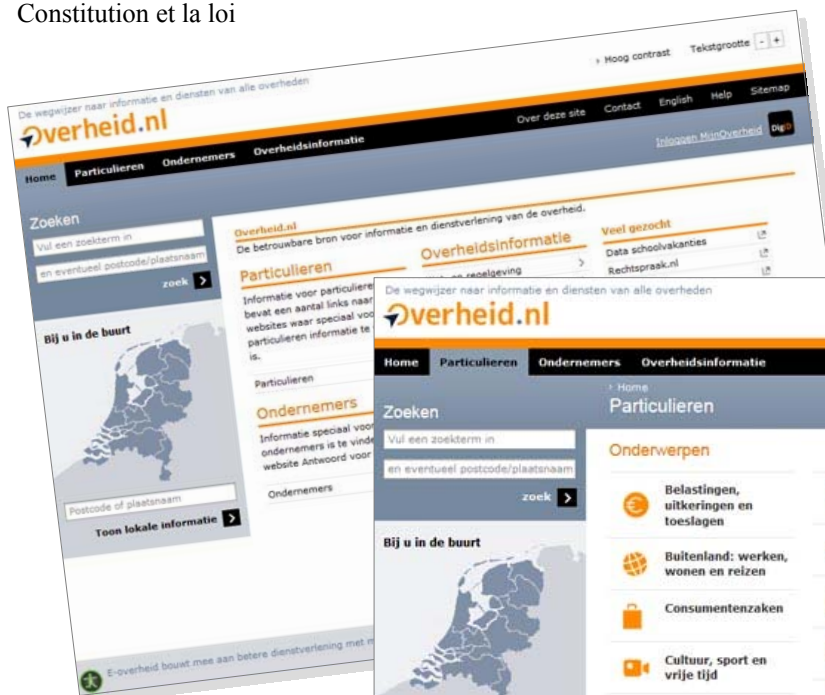 Constitution et la loi
Hoog contrast
Tekstgrootte - +
De wegwijzer naar informatie en diensten van alle overheden
Overheid.nl
Over deze site Contact English Help Sitemap
Home Particulieren Ondernemers Overheidsinformatie
Inloggen MijnOverheid DigiD
Zoeken
Vul een zoekterm in
en eventueel postcode/plaatsnaam
zoek
Bij u in de buurt
Postcode of plaatsnaam
Toon lokale informatie
Overheid.nl
De betrouwbare bron voor informatie en dienstverlening van de overheid.
Particulieren
Informatie voor particuliere
bevat een aantal links naar
websites waar speciaal voo
particulieren informatie te
is.
Particulieren
Ondernemers
Informatie speciaal voor
ondernemers is te vinde
website Antwoord voor
Ondernemers
Overheidsinformatie
en regelgeving
Veel gezocht
Data schoolvakanties
Rechtspraak.nl
E-overheid bouwt mee aan betere dienstverlening met m
De wegwijzer naar informatie en diensten van alle overheden
Overheid.nl
Home Particulieren Ondernemers Overheidsinformatie
Home
Particulieren
Zoeken
Vul een zoekterm in
en eventueel postcode/plaatsnaam
zoek
Bij u in de buurt
Onderwerpen
Belastingen,
uitkeringen en
toeslagen
Buitenland: werken,
wonen en reizen
Consumentenzaken
Cultuur, sport en
vrije tijd